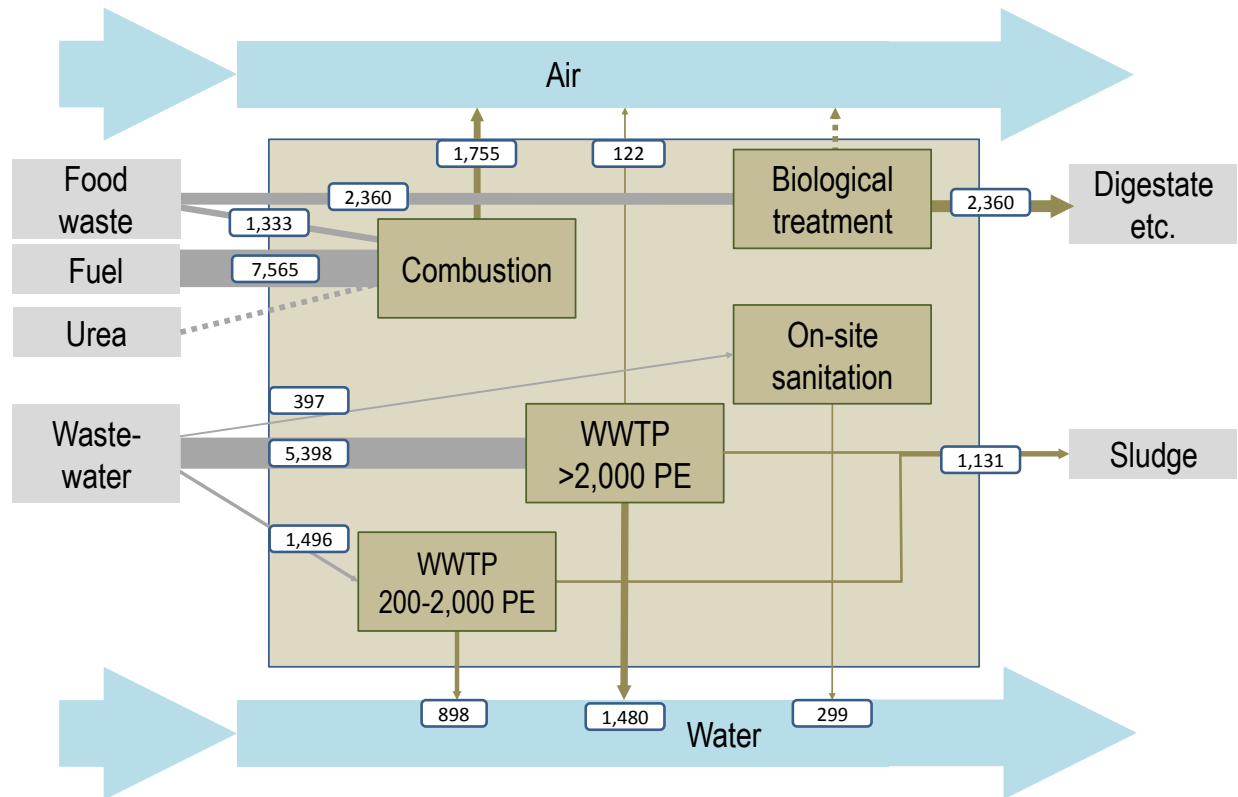 Air
1,755
122
Food
waste
2,360
Biological
treatment
2,360
Digestate
etc.
1,333
Fuel
7,565
Combustion
Urea
On-site
sanitation
397
Waste-
water
5,398
WWTP
>2,000 PE
1,131
Sludge
1,496
WWTP
200-2,000 PE
898
1,480
299
Water